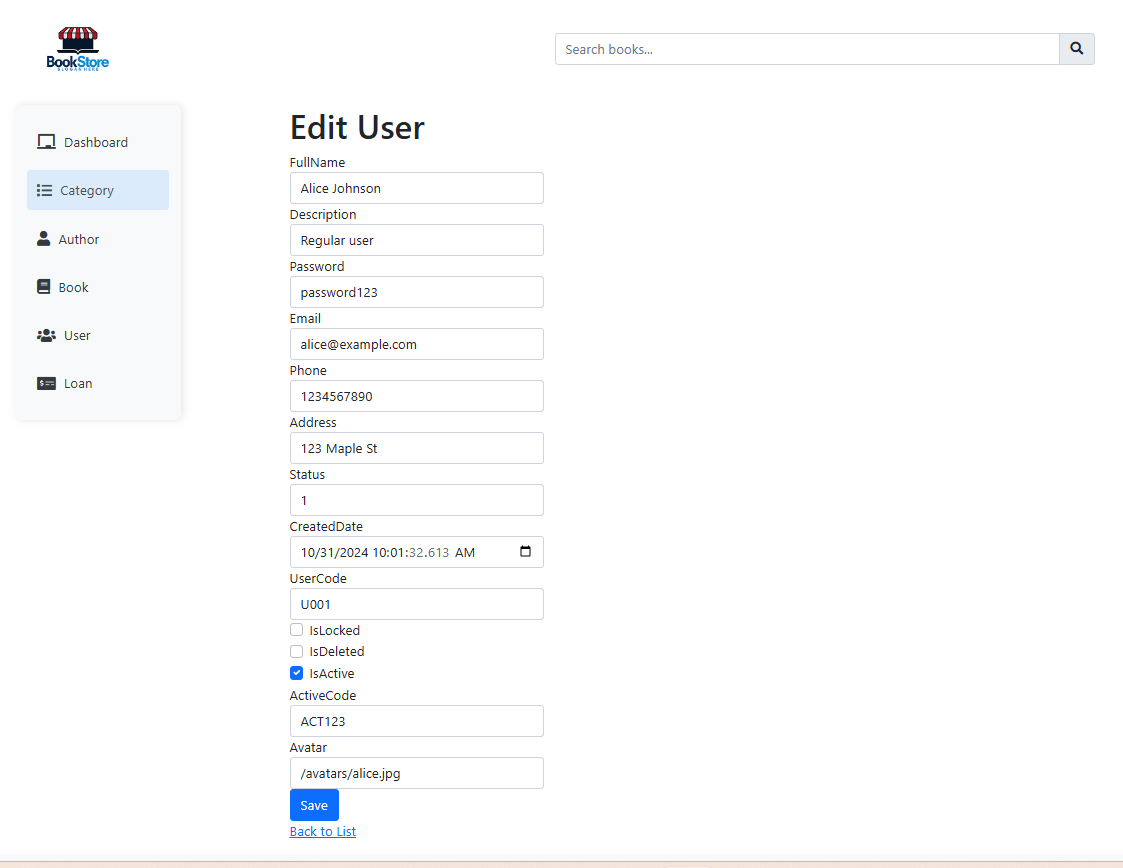 BookStore
SLOGAN HERE
Search books...
Dashboard
Category
Author
Book
User
Loan
Edit User
FullName
Alice Johnson
Description
Regular user
Password
password123
Email
alice@example.com
Phone
1234567890
Address
123 Maple St
Status
1
CreatedDate
10/31/2024 10:01:32.613 AM
UserCode
U001
IsLocked
IsDeleted
IsActive
ActiveCode
ACT123
Avatar
/avatars/alice.jpg
Save
Back to List